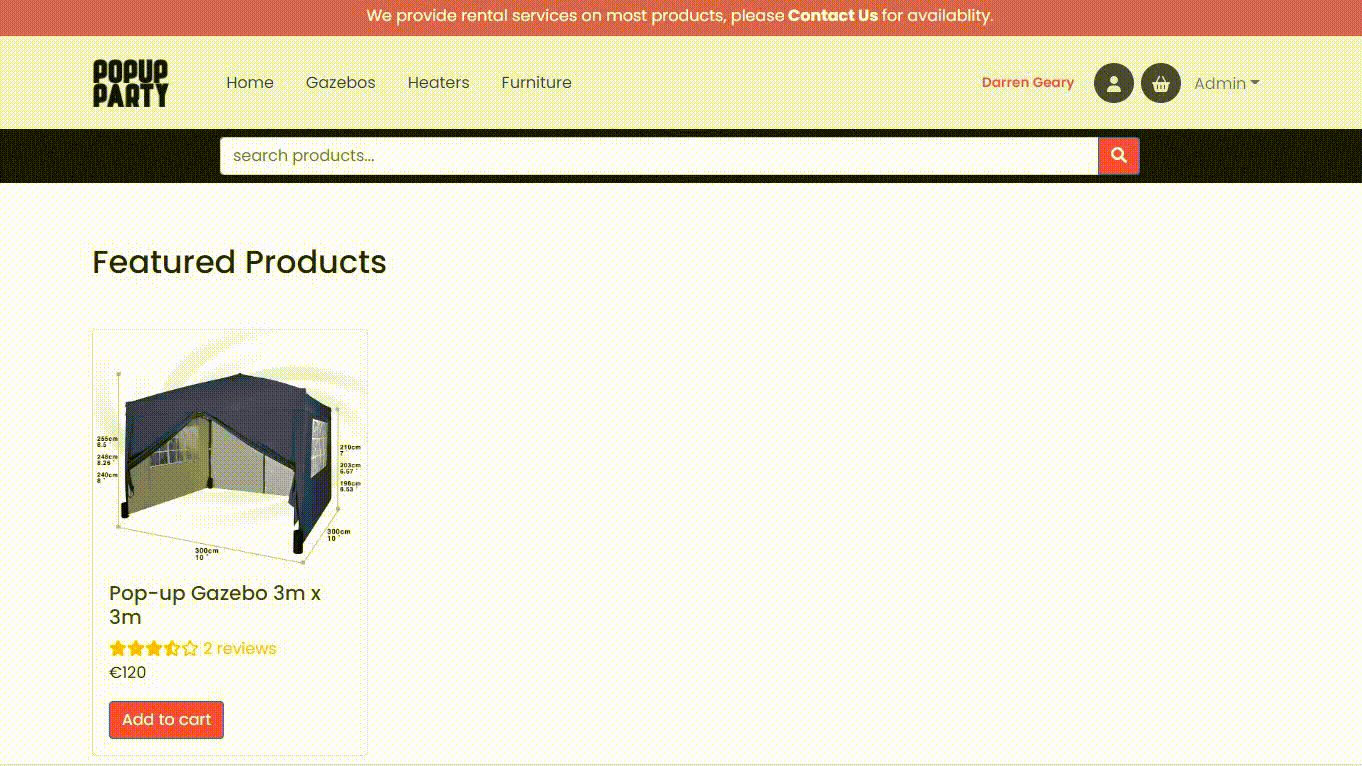 We provide rental services on most products, please Contact Us for availablity.
POPUP
PARTY
Home Gazebos Heaters Furniture Darren Geary Admin
search products...
Featured Products
255cm
8.5
248cm
8.26
240cm
8
210cm
7
203cm
6.67
198cm
6.53
300cm
10
300cm
10
Pop-up Gazebo 3m x
3m
2 reviews
€120
Add to cart